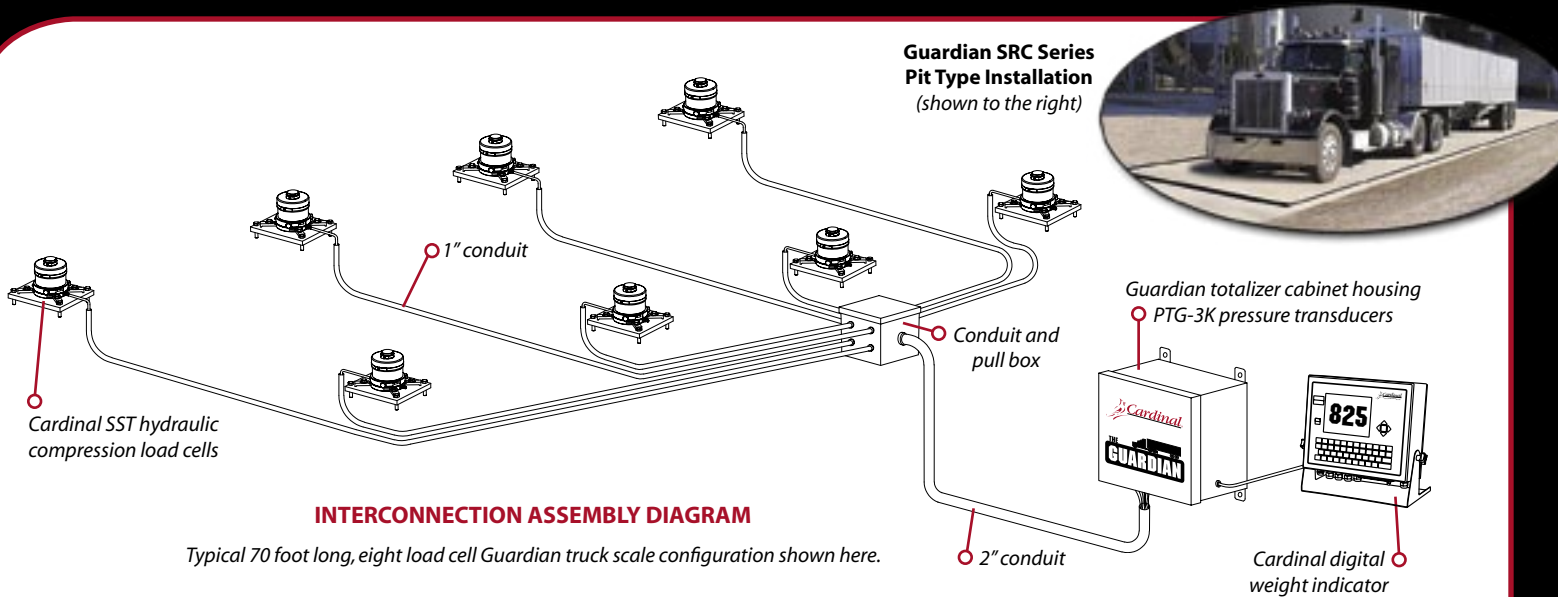 Guardian SRC Series
Pit Type Installation
(shown to the right)
1” conduit
Guardian totalizer cabinet housing
PTG-3K pressure transducers
Conduit and
pull box
Cardinal SST hydraulic
compression load cells
Cardinal
THE
GUARDIAN
Cardinal
825
INTERCONNECTION ASSEMBLY DIAGRAM
Typical 70 foot long, eight load cell Guardian truck scale configuration shown here.
2” conduit
Cardinal digital
weight indicator